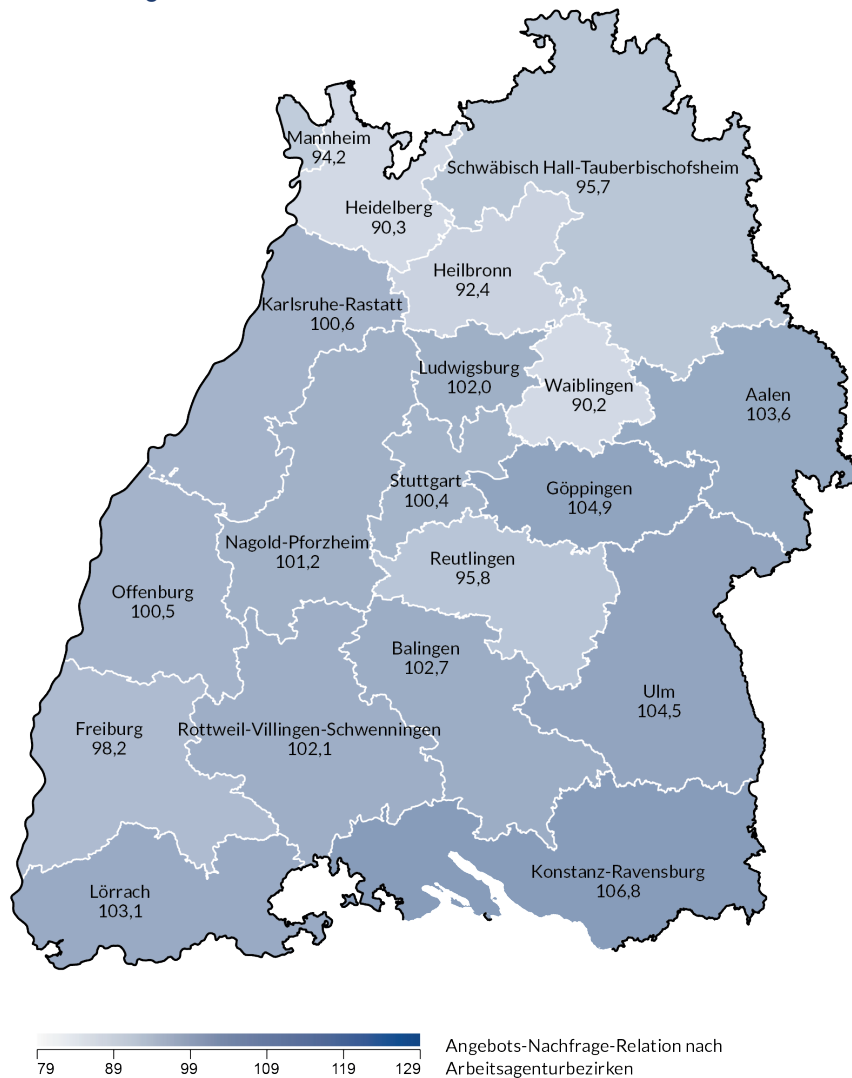 Mannheim
94,2
Schwäbisch Hall-Tauberbischofsheim
95,7
Heidelberg
90,3
Heilbronn
92,4
Karlsruhe-Rastatt
100,6
Ludwigsburg
102,0
Waiblingen
90,2
Aalen
103,6
Stuttgart
100,4
Göppingen
104,9
Nagold-Pforzheim
101,2
Reutlingen
95,8
Offenburg
100,5
Balingen
102,7
Ulm
104,5
Freiburg
98,2
Rottweil-Villingen-Schwenningen
102,1
Konstanz-Ravensburg
106,8
Lörrach
103,1
79 89 99 109 119 129
Angebots-Nachfrage-Relation nach
Arbeitsagenturbezirken